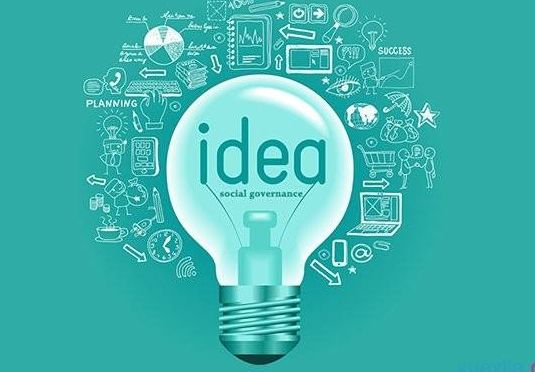 SUCCESS
PLANNING
idea
social governance
@